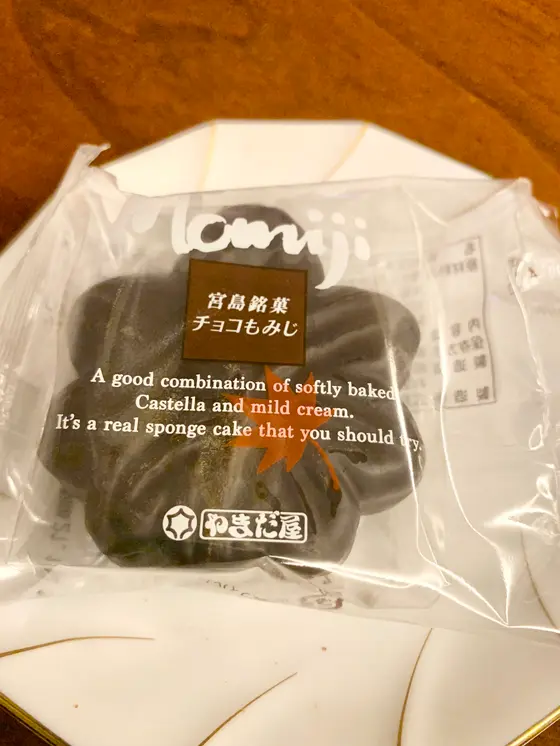 Momiji
宮島銘菓
チョコもみじ
A good combination of softly baked
Castella and mild cream.
It's a real sponge cake that you should try.
やまだ屋